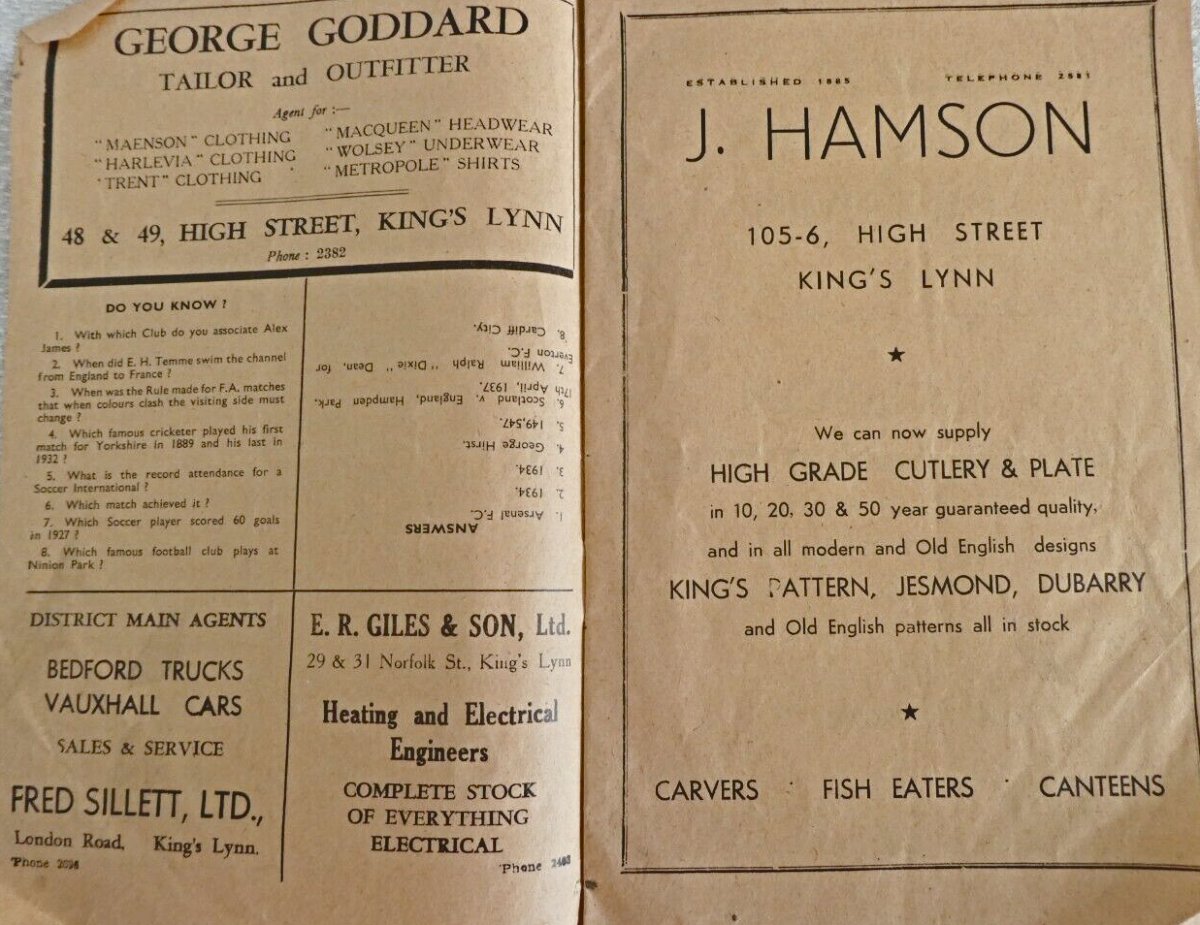 GEORGE GODDARD
TAILOR and OUTFITTER
Agent for :—
"MAENSON" CLOTHING
"HARLEVIA" CLOTHING
'TRENT" CLOTHING
"MACQUEEN" HEADWEAR
"WOLSEY" UNDERWEAR
"METROPOLE" SHIRTS
48 & 49, HIGH STREET, KING'S LYNN
Phone : 2382
DO YOU KNOW ?
1. With which Club do you associate Alex
James ?
2. When did E. H. Temme swim the channel
from England to France ?
3. When was the Rule made for F.A. matches
that when colours clash the visiting side must
change ?
4. Which famous cricketer played his first
match for Yorkshire in 1889 and his last in
1932 ?
5. What is the record attendance for a
Soccer International ?
6. Which match achieved it ?
7. Which Soccer player scored 60 goals
in 1927 ?
8. Which famous football club plays at
Ninion Park ?
ANSWERS
1. Arsenal F.C.
2. 1934.
3. 1934.
4. George Hirst.
5. 149,547.
6. Scotland v. England, Hampden Park,
17th April, 1937.
7. William Ralph "Dixie" Dean, for
Everton F.C.
8. Cardiff City.
DISTRICT MAIN AGENTS
BEDFORD TRUCKS
VAUXHALL CARS
SALES & SERVICE
FRED SILLETT, LTD.,
London Road, King's Lynn.
'Phone
E. R. GILES & SON, Ltd.
29 & 31 Norfolk St., King's Lynn
Heating and Electrical
Engineers
COMPLETE STOCK
OF EVERYTHING
ELECTRICAL
'Phone
ESTABLISHED 1885 TELEPHONE 2581
J. HAMSON
105-6, HIGH STREET
KING'S LYNN
★
We can now supply
HIGH GRADE CUTLERY & PLATE
in 10, 20, 30 & 50 year guaranteed quality,
and in all modern and Old English designs
KING'S PATTERN, JESMOND, DUBARRY
and Old English patterns all in stock
★
CARVERS · FISH EATERS · CANTEENS